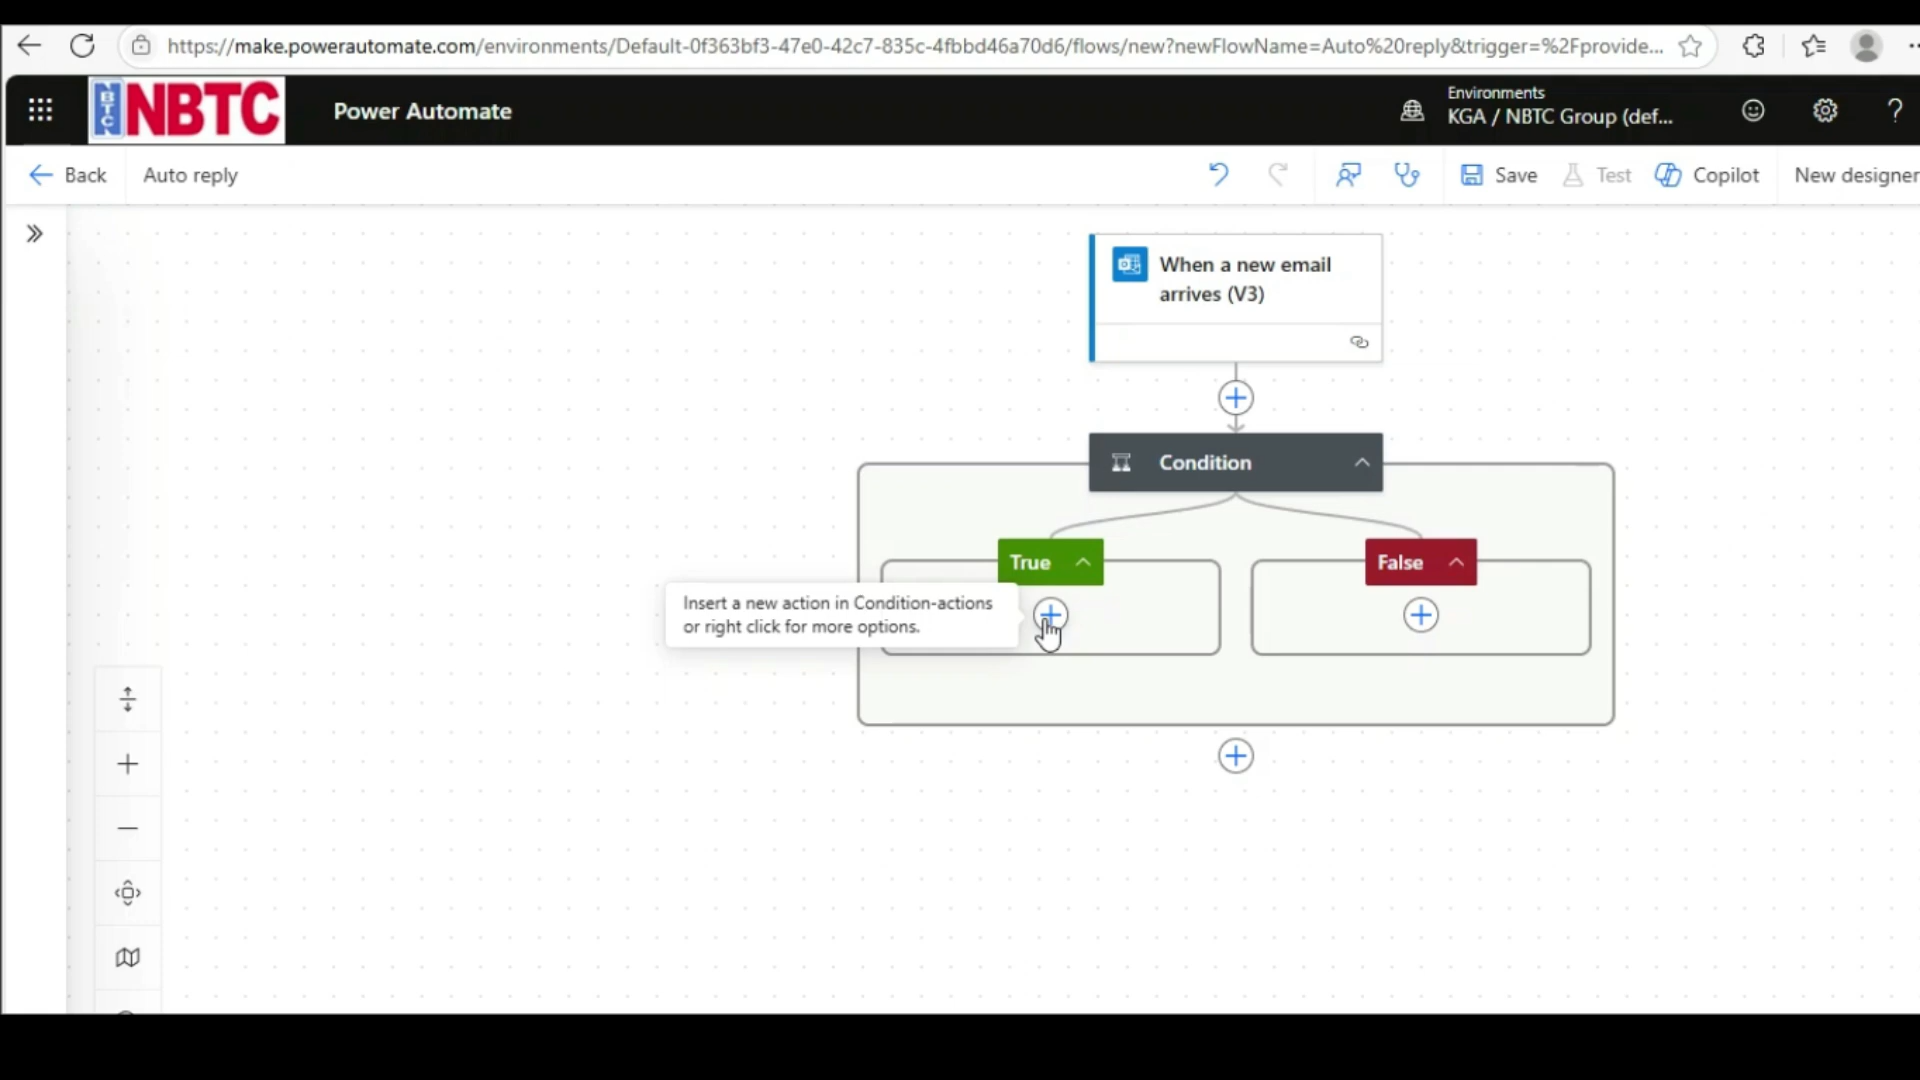 https://make.powerautomate.com/environments/Default-0f363bf3-47e0-42c7-835c-4fbbd46a70d6/flows/new?newFlowName=Auto%20reply&trigger=%2Fprovide...
NBTC
NBTC
Power Automate
Environments
KGA / NBTC Group (def...
?
Back
Auto reply
Save
Test
Copilot
New designer
When a new email
arrives (V3)
Condition
True
False
Insert a new action in Condition-actions
or right click for more options.